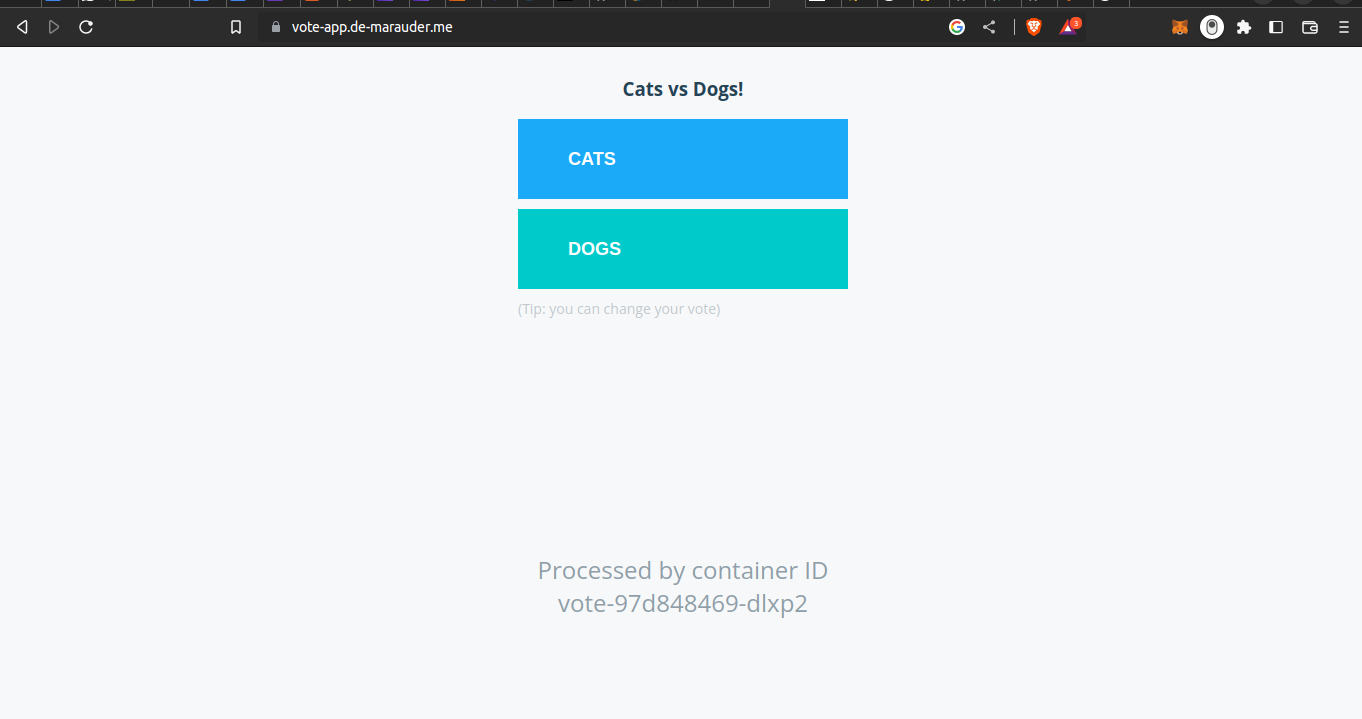 vote-app.de-marauder.me
3
Cats vs Dogs!
CATS
DOGS
(Tip: you can change your vote)
Processed by container ID
vote-97d848469-dlxp2